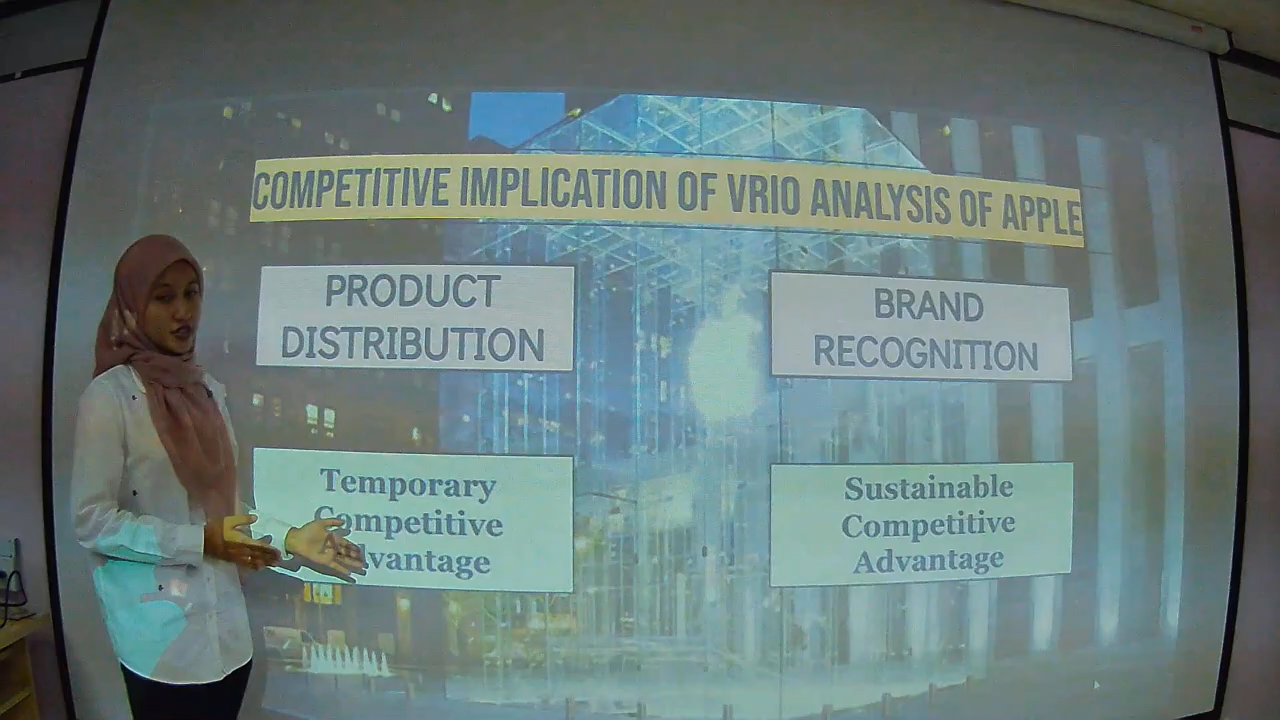 COMPETITIVE IMPLICATION OF VRIO ANALYSIS OF APPLE
PRODUCT
DISTRIBUTION
BRAND
RECOGNITION
Temporary
Competitive
Advantage
Sustainable
Competitive
Advantage